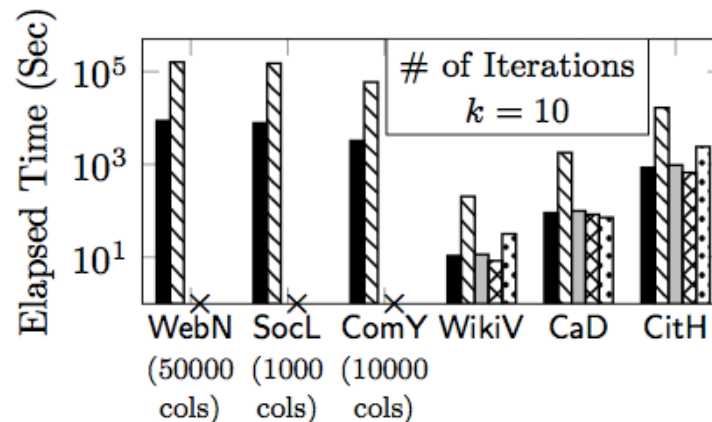 Elapsed Time (Sec)
10^5
10^3
10^1
# of Iterations
k = 10
WebN SocL ComY WikiV CaD CitH
(50000 (1000 (10000
cols) cols) cols)